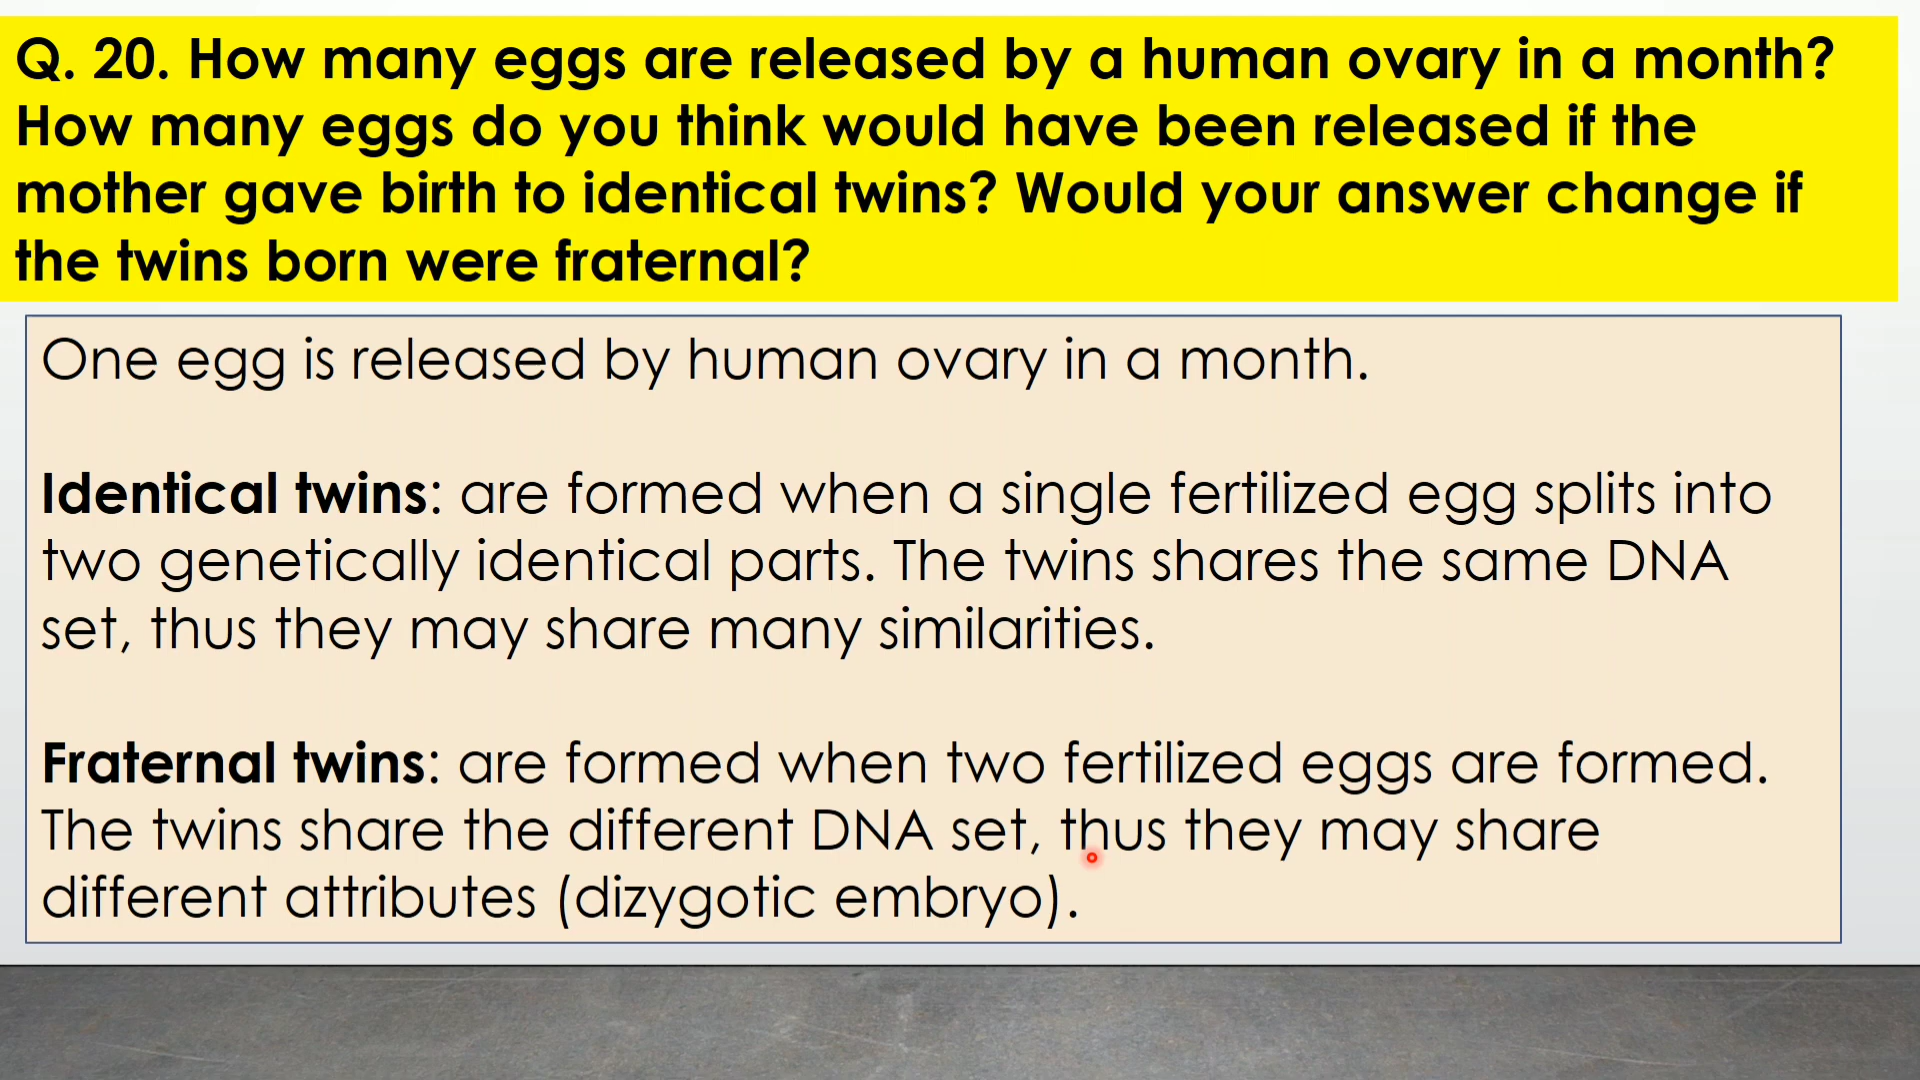 Q. 20. How many eggs are released by a human ovary in a month?
How many eggs do you think would have been released if the
mother gave birth to identical twins? Would your answer change if
the twins born were fraternal?
One egg is released by human ovary in a month.
Identical twins: are formed when a single fertilized egg splits into
two genetically identical parts. The twins shares the same DNA
set, thus they may share many similarities.
Fraternal twins: are formed when two fertilized eggs are formed.
The twins share the different DNA set, thus they may share
different attributes (dizygotic embryo).